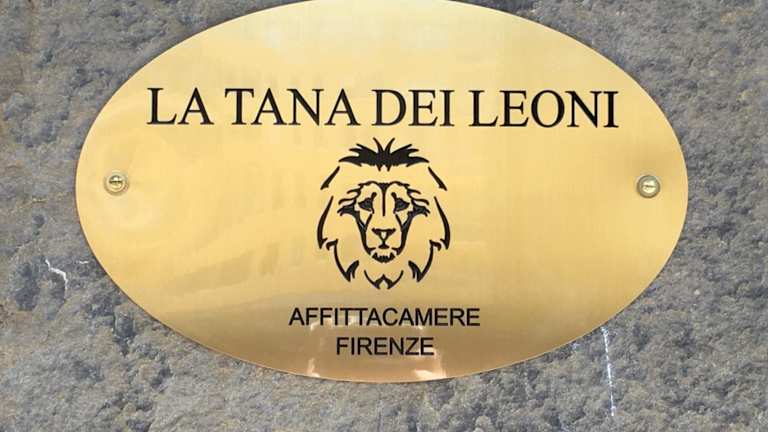 LA TANA DEI LEONI
AFFITTACAMERE
FIRENZE